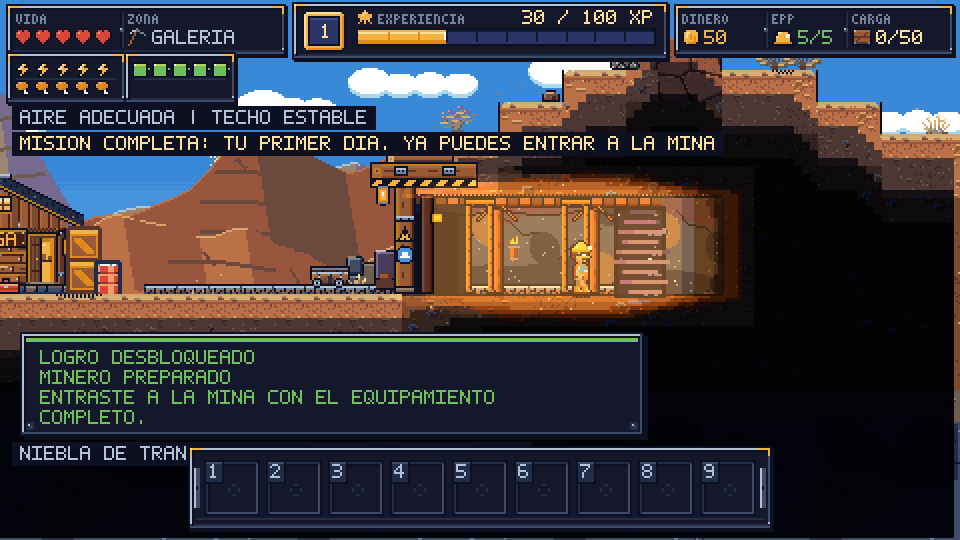 VIDA
ZONA
GALERIA
1
EXPERIENCIA
30 / 100 XP
DINERO
50
EPP
5/5
CARGA
0/50
AIRE ADECUADA | TECHO ESTABLE
MISION COMPLETA: TU PRIMER DIA. YA PUEDES ENTRAR A LA MINA
GA
LOGRO DESBLOQUEADO
MINERO PREPARADO
ENTRASTE A LA MINA CON EL EQUIPAMIENTO
COMPLETO.
NIEBLA DE TRAN
1 2 3 4 5 6 7 8 9